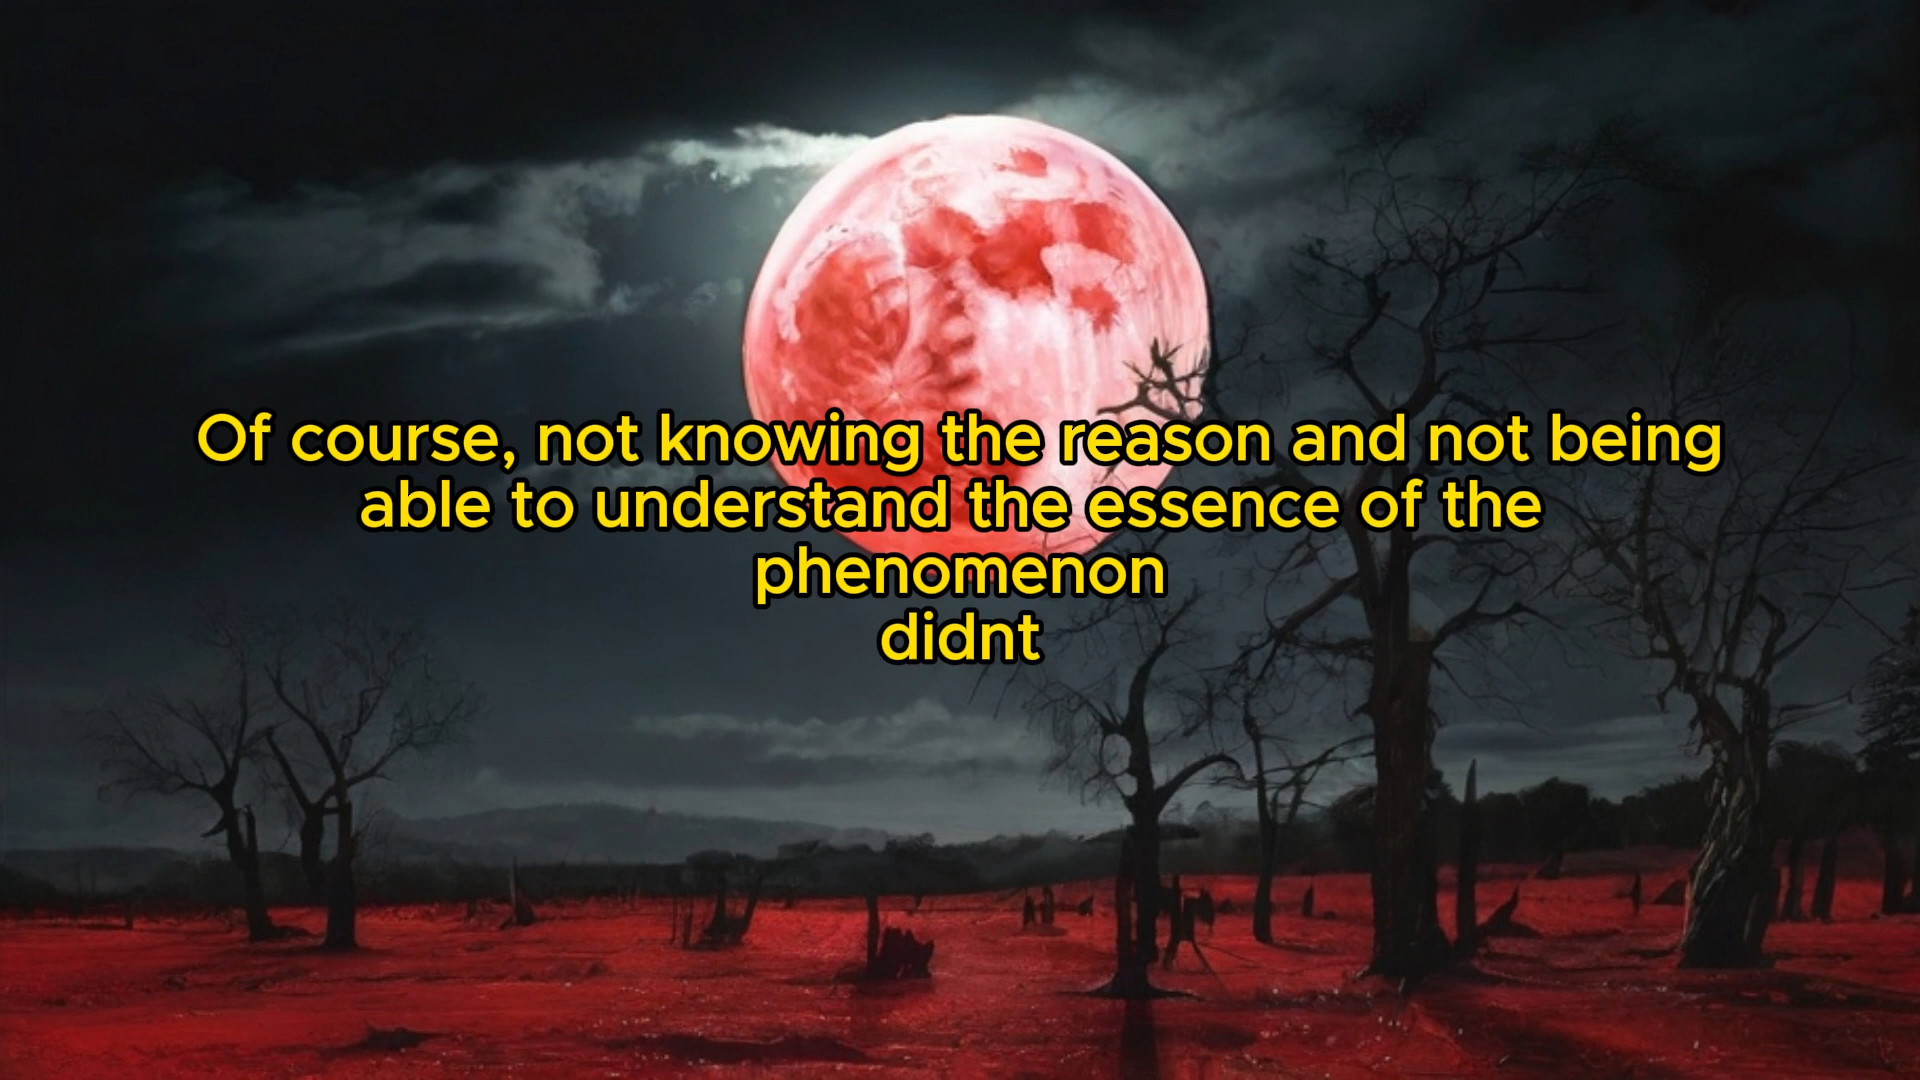 Of course, not knowing the reason and not being
able to understand the essence of the
phenomenon
didnt